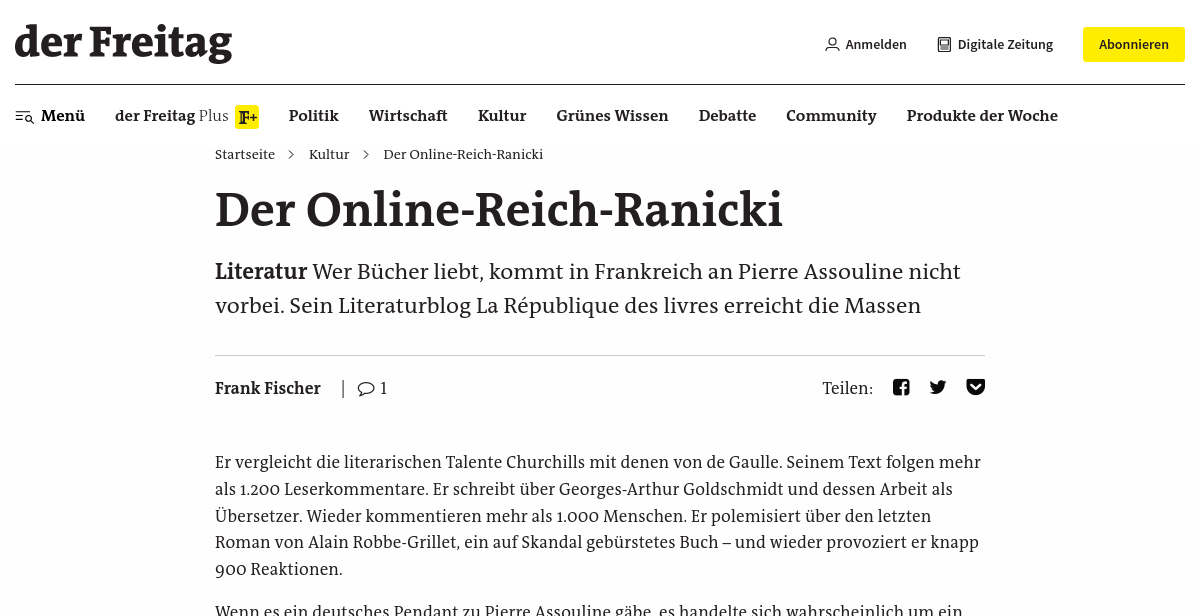 der Freitag
Anmelden
Digitale Zeitung
Abonnieren
Menü
der Freitag Plus F+
Politik
Wirtschaft
Kultur
Grünes Wissen
Debatte
Community
Produkte der Woche
Startseite
Kultur
Der Online-Reich-Ranicki
Der Online-Reich-Ranicki
Literatur Wer Bücher liebt, kommt in Frankreich an Pierre Assouline nicht
vorbei. Sein Literaturblog La République des livres erreicht die Massen
Frank Fischer | 1
Teilen:
Er vergleicht die literarischen Talente Churchills mit denen von de Gaulle. Seinem Text folgen mehr
als 1.200 Leserkommentare. Er schreibt über Georges-Arthur Goldschmidt und dessen Arbeit als
Übersetzer. Wieder kommentieren mehr als 1.000 Menschen. Er polemisiert über den letzten
Roman von Alain Robbe-Grillet, ein auf Skandal gebürstetes Buch – und wieder provoziert er knapp
900 Reaktionen.
Wenn es ein deutsches Pendant zu Pierre Assouline gäbe, es handelte sich wahrscheinlich um ein